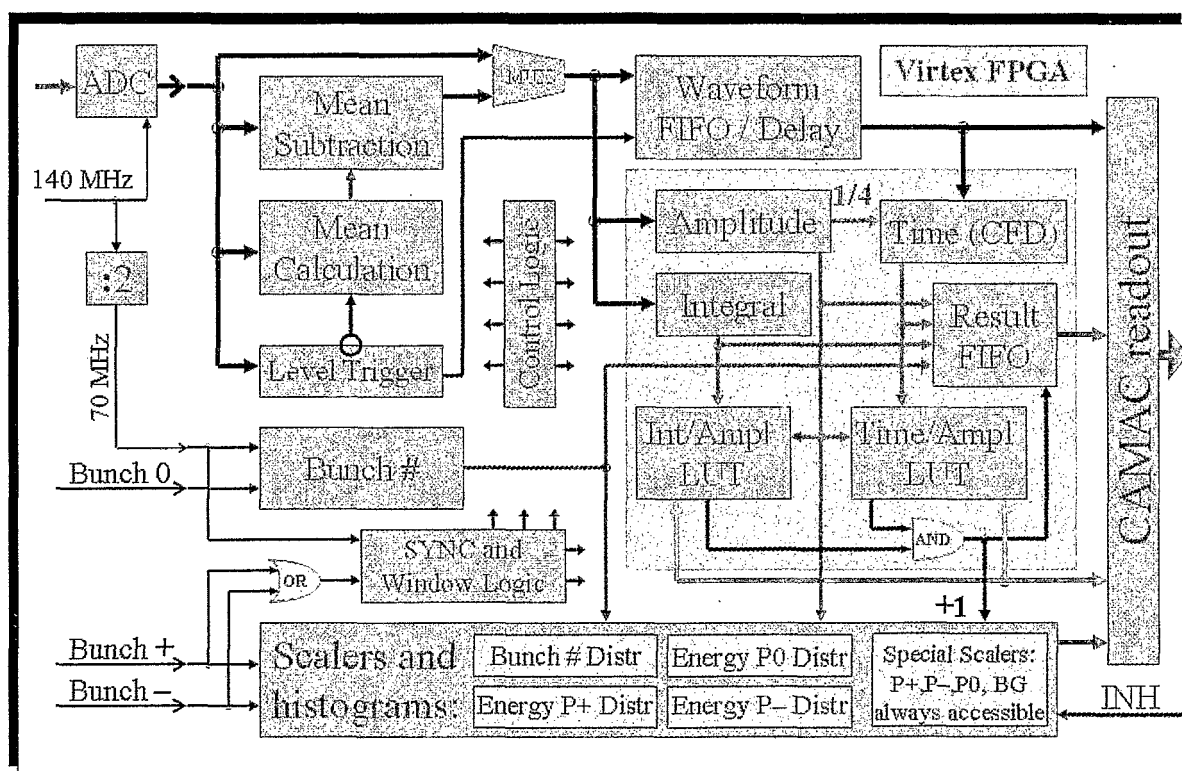 ADC
140 MHz
:2
70 MHz
Bunch 0
Bunch +
Bunch –
Mean
Subtraction
Mean
Calculation
Level Trigger
Bunch #
OR
SYNC and
Window Logic
Control Logic
Waveform
FIFO / Delay
Virtex FPGA
Amplitude
1/4
Time (CFD)
Integral
Result
FIFO
Int/Ampl
LUT
Time/Ampl
LUT
AND
+1
CAMAC readout
INH
Scalers and
histograms:
Bunch # Distr
Energy P0 Distr
Energy P+ Distr
Energy P– Distr
Special Scalers:
P+,P–,P0, BG
always accessible